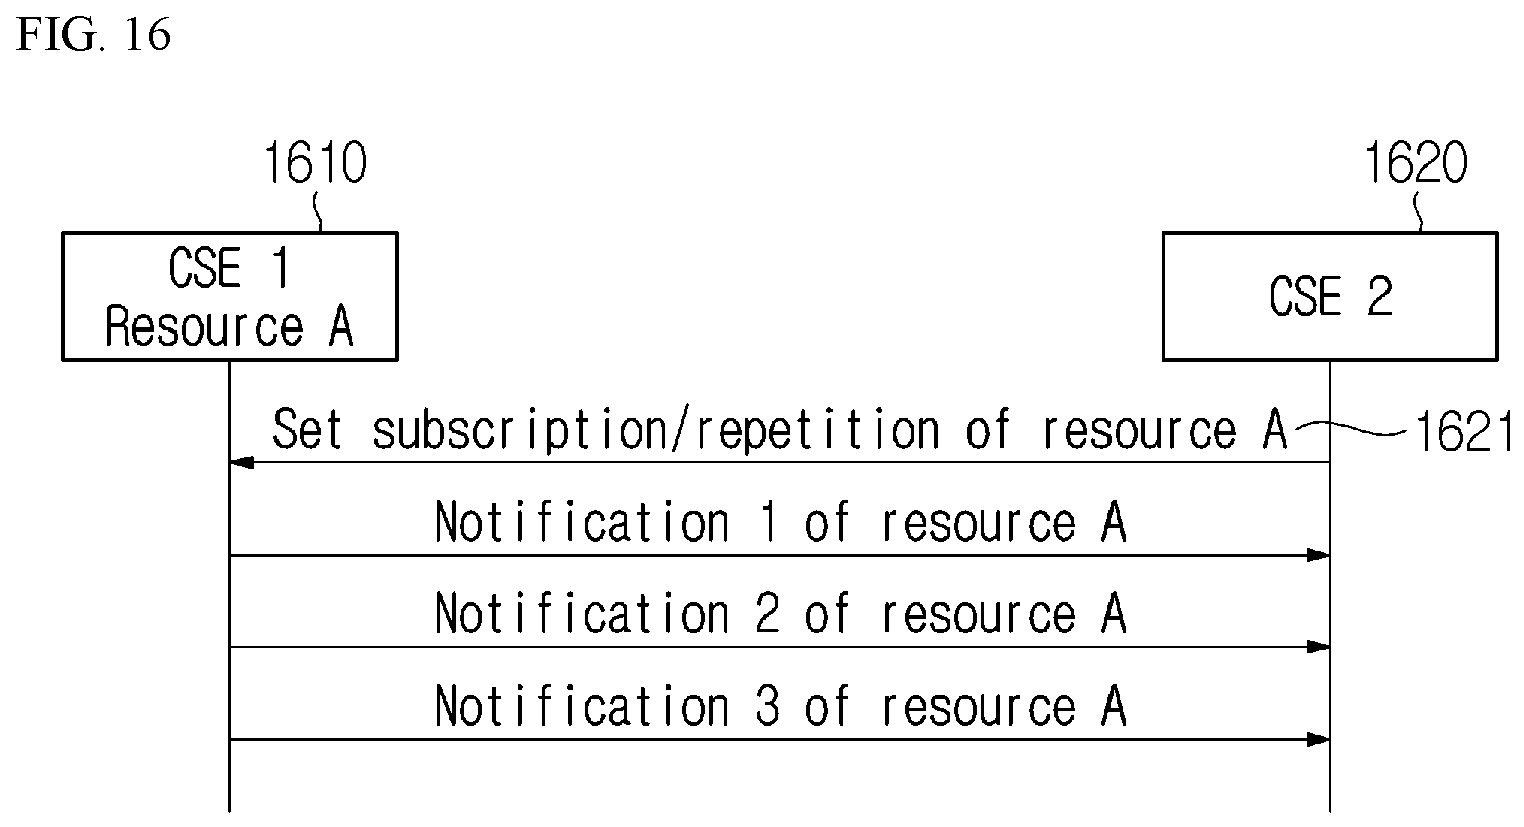 FIG. 16
1610
1620
CSE 1
Resource A
CSE 2
Set subscription/repetition of resource A
1621
Notification 1 of resource A
Notification 2 of resource A
Notification 3 of resource A